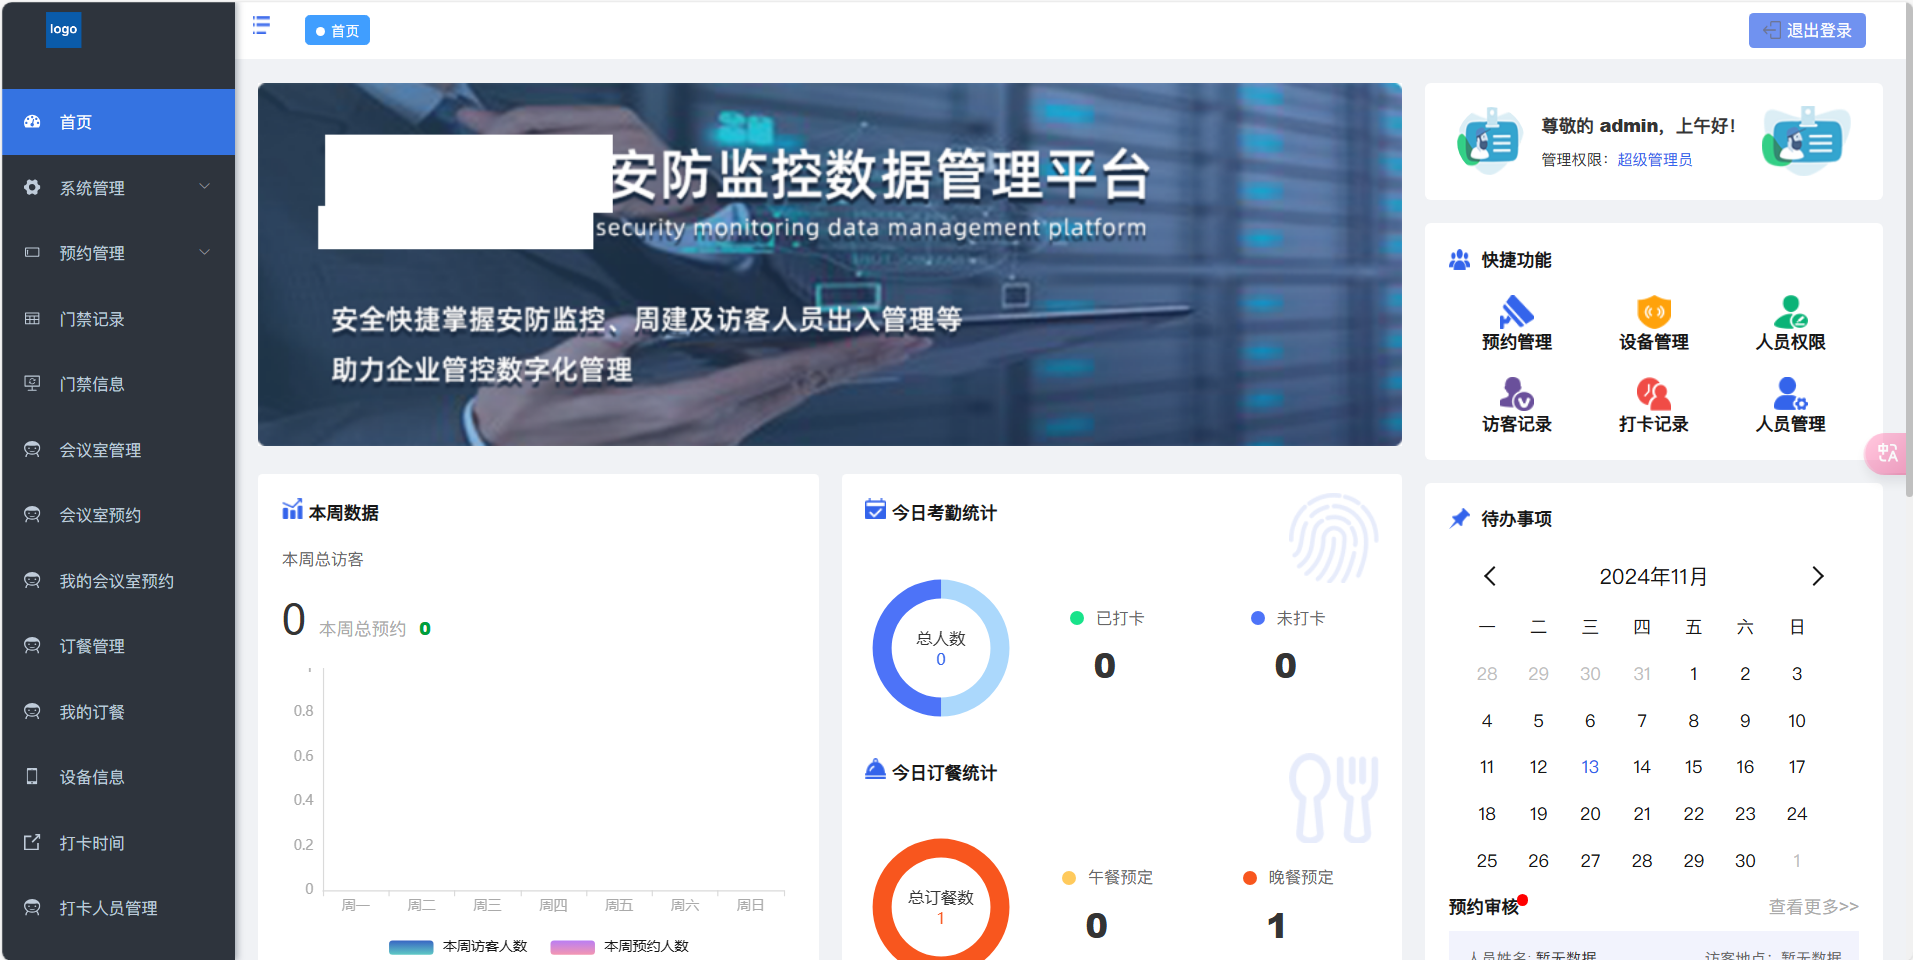 logo
首页
退出登录
首页
系统管理
预约管理
门禁记录
门禁信息
会议室管理
会议室预约
我的会议室预约
订餐管理
我的订餐
设备信息
打卡时间
打卡人员管理
安防监控数据管理平台
security monitoring data management platform
安全快捷掌握安防监控、周建及访客人员出入管理等
助力企业管控数字化管理
尊敬的 admin，上午好！
管理权限：超级管理员
快捷功能
预约管理 设备管理 人员权限
访客记录 打卡记录 人员管理
本周数据
本周总访客
0 本周总预约 0
0.8
0.6
0.4
0.2
0
周一 周二 周三 周四 周五 周六 周日
本周访客人数 本周预约人数
今日考勤统计
总人数
0
已打卡 未打卡
0 0
今日订餐统计
总订餐数
1
午餐预定 晚餐预定
0 1
待办事项
2024年11月
一 二 三 四 五 六 日
28 29 30 31 1 2 3
4 5 6 7 8 9 10
11 12 13 14 15 16 17
18 19 20 21 22 23 24
25 26 27 28 29 30 1
预约审核 查看更多>>
人员姓名: 暂无数据 访客地点: 暂无数据
中A